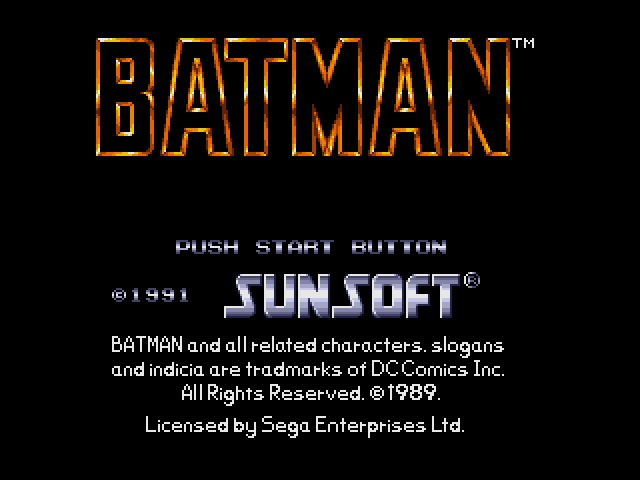 BATMAN™
PUSH START BUTTON
©1991 SUNSOFT®
BATMAN and all related characters. slogans
and indicia are tradmarks of DC Comics Inc.
All Rights Reserved. ©1989.
Licensed by Sega Enterprises Ltd.